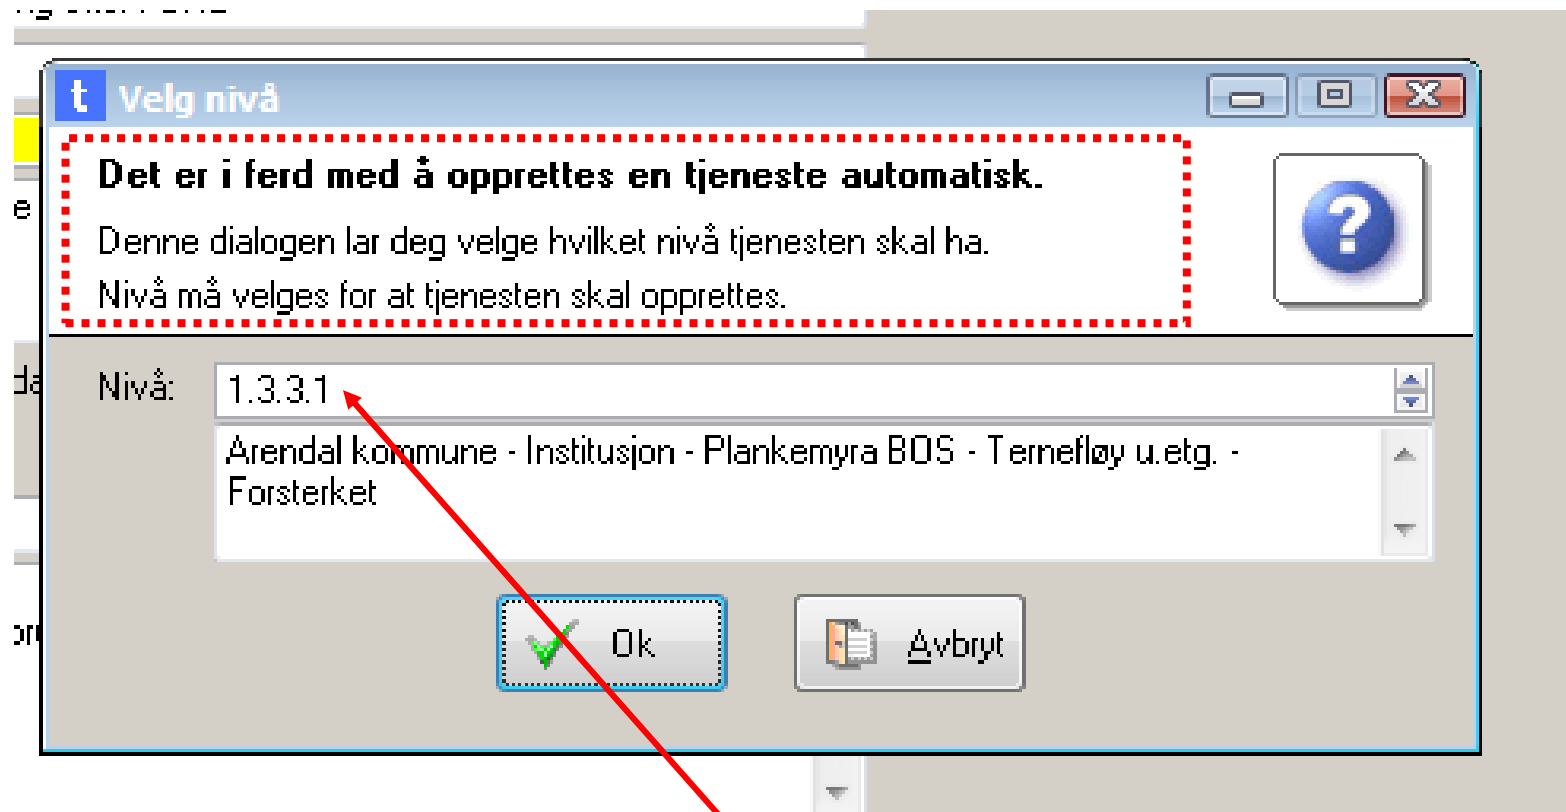 t Velg nivå
Det er i ferd med å opprettes en tjeneste automatisk.
Denne dialogen lar deg velge hvilket nivå tjenesten skal ha.
Nivå må velges for at tjenesten skal opprettes.
Nivå: 1.3.3.1
Arendal kommune - Institusjon - Plankemyra BOS - Ternefløy u.etg. -
Forsterket
Ok Avbryt